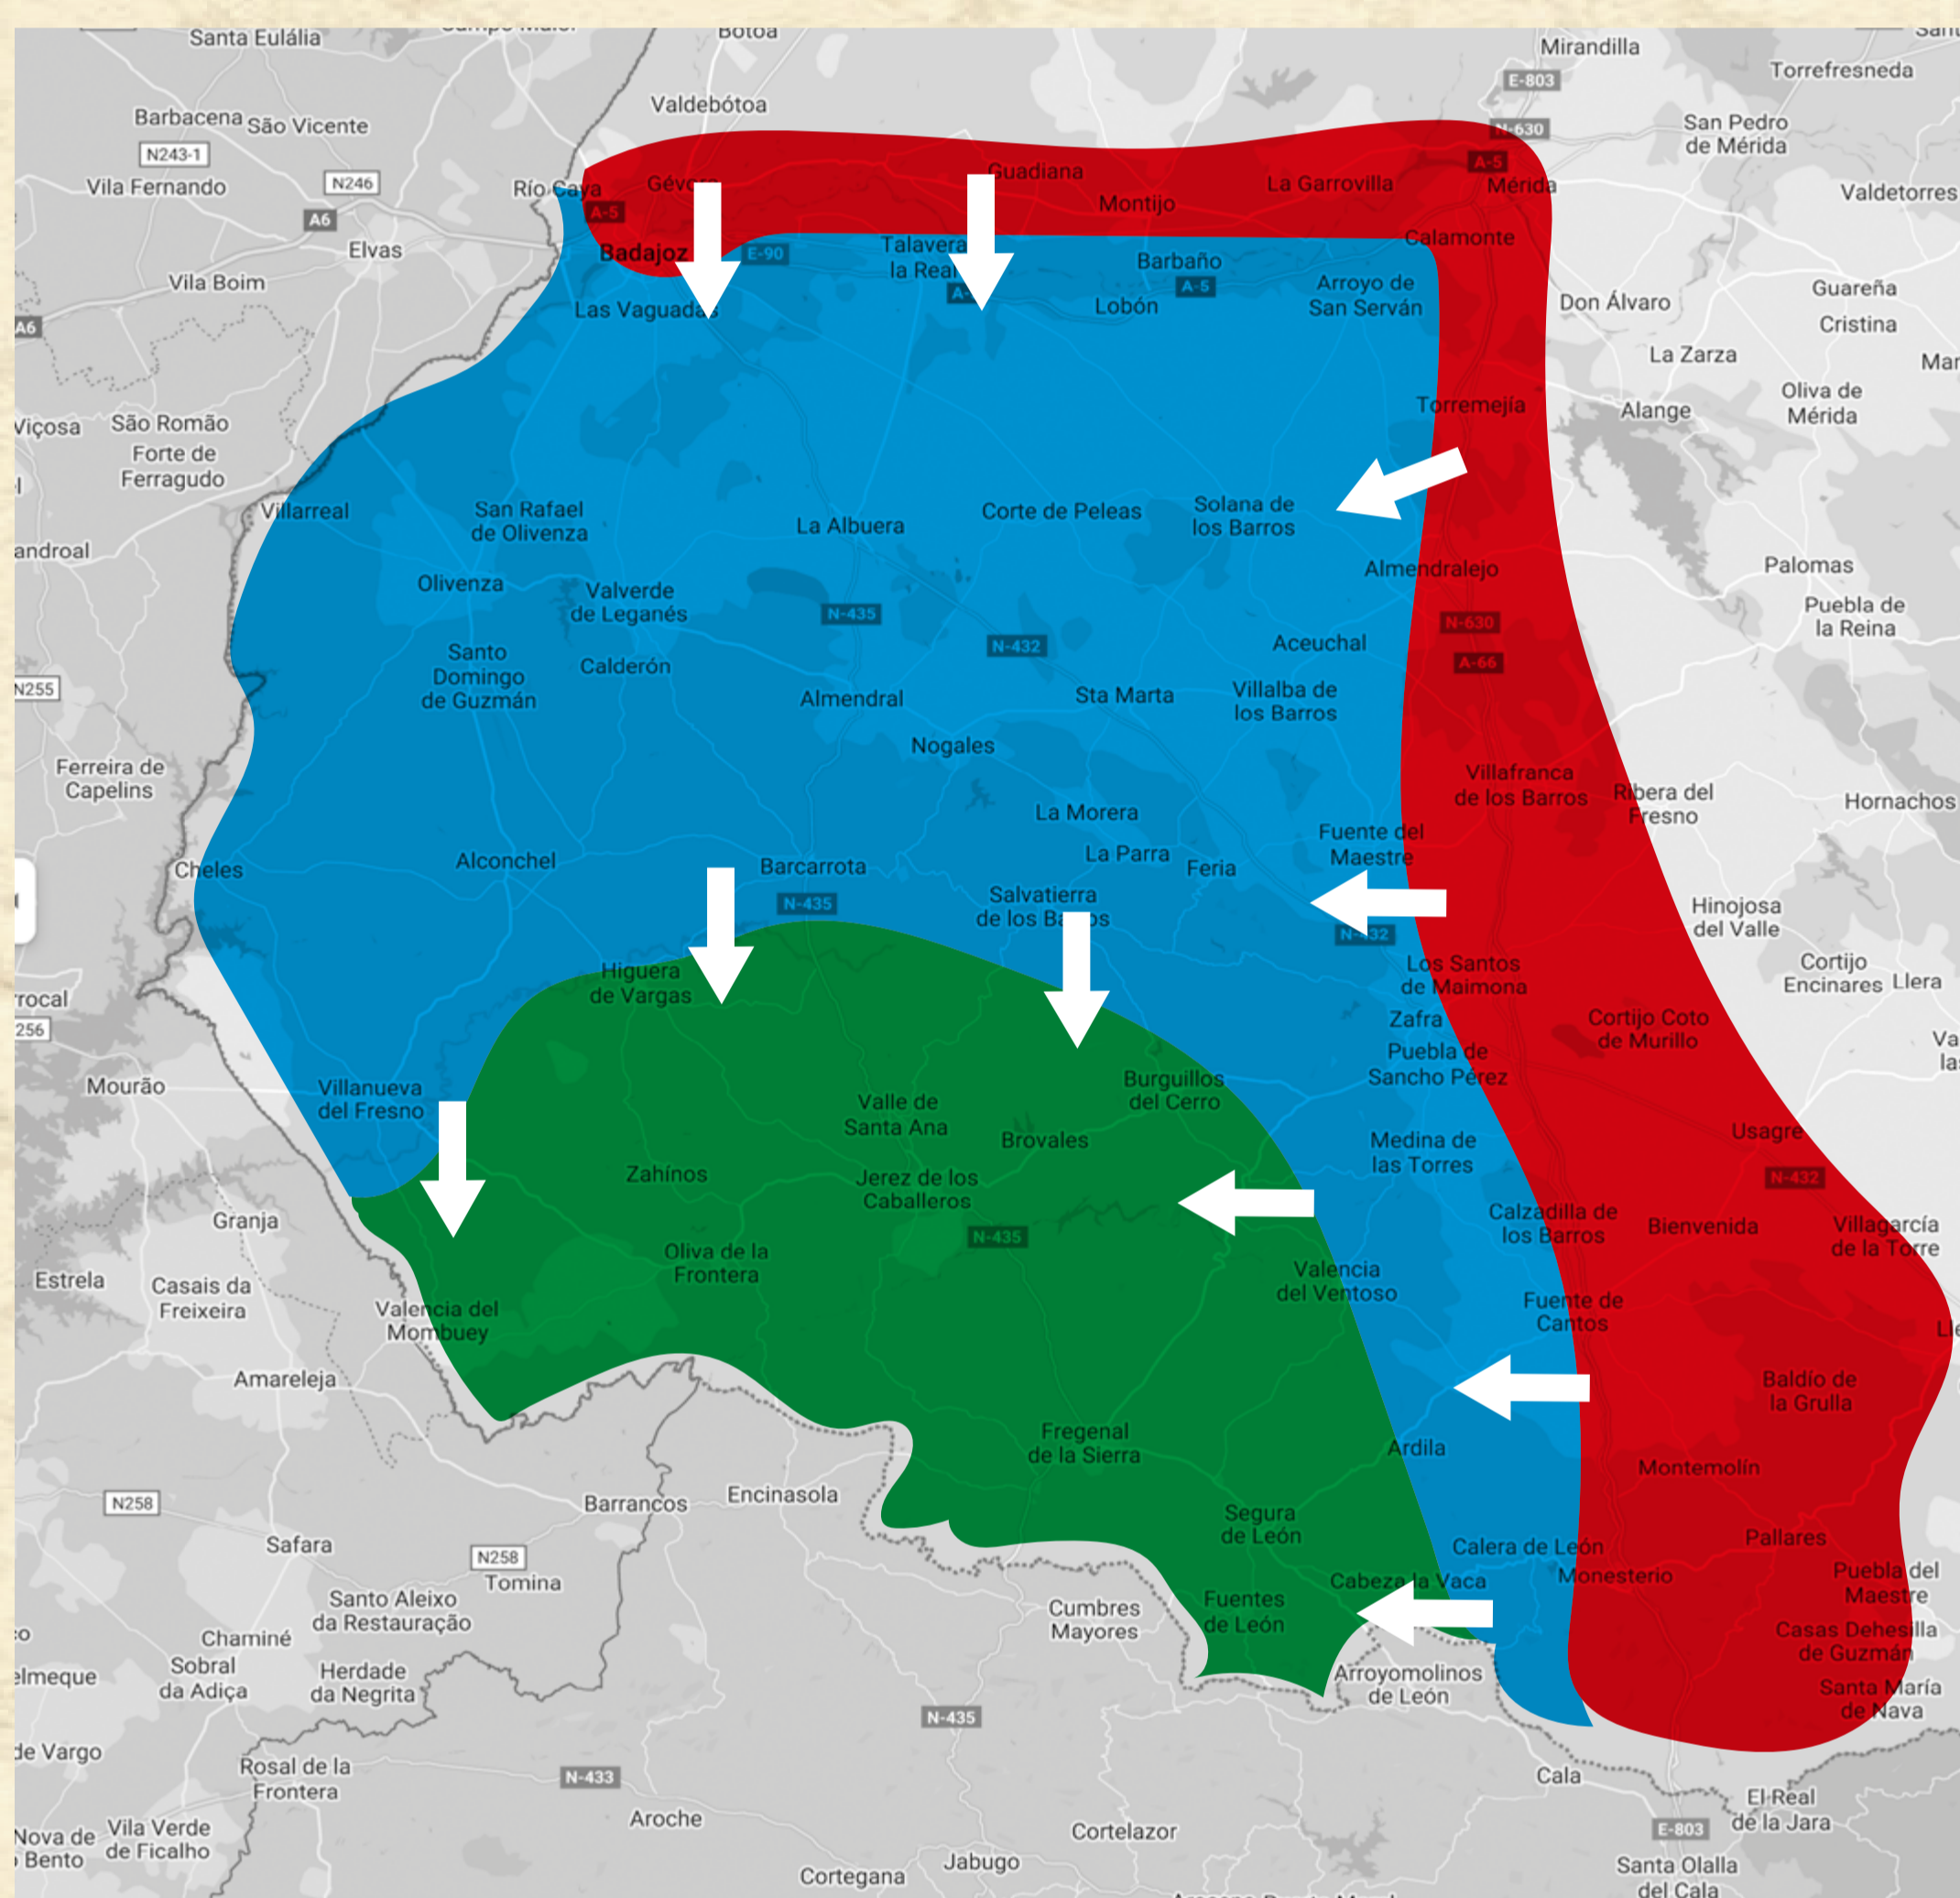 Santa Eulália
Botoa
Mirandilla
E-803
Torrefresneda
Valdebótoa
Barbacena
São Vicente
N-630
San Pedro
de Mérida
N243-1
A-5
Guadiana
Vila Fernando
N246
Río Caya
Gévora
La Garrovilla
Mérida
Valdetorres
Montijo
A6
A-5
Elvas
Badajoz
E-90
Talavera
la Real
Calamonte
Barbaño
Vila Boim
A-5
Arroyo de
San Serván
Guareña
Las Vaguadas
Lobón
Don Álvaro
Cristina
A6
La Zarza
Oliva de
Mérida
Torremejía
Alange
Viçosa
São Romão
Forte de
Ferragudo
Villarreal
San Rafael
de Olivenza
La Albuera
Corte de Peleas
Solana de
los Barros
androal
Almendralejo
Palomas
Olivenza
Valverde
de Leganés
N-435
Puebla de
la Reina
N-630
N-432
Aceuchal
A-66
Santo
Domingo
de Guzmán
Calderón
N255
Almendral
Sta Marta
Villalba de
los Barros
Nogales
Ferreira de
Capelins
Villafranca
de los Barros
Ribera del
Fresno
Hornachos
La Morera
Fuente del
Maestre
La Parra
Feria
Cheles
Alconchel
Barcarrota
N-435
Salvatierra
de los Barros
Hinojosa
del Valle
N-432
Higuera
de Vargas
Los Santos
de Maimona
Cortijo
Encinares
Llera
rocal
256
Zafra
Cortijo Coto
de Murillo
Puebla de
Sancho Pérez
Mourão
Villanueva
del Fresno
Burguillos
del Cerro
Valle de
Santa Ana
Brovales
Usagre
Medina de
las Torres
Zahínos
Jerez de los
Caballeros
N-432
Granja
N-435
Calzadilla de
los Barros
Bienvenida
Villagarcía
de la Torre
Oliva de la
Frontera
Estrela
Casais da
Freixeira
Valencia
del Ventoso
Valencia del
Mombuey
Fuente de
Cantos
Amareleja
Baldío de
la Grulla
Fregenal
de la Sierra
Ardila
Montemolín
N258
Barrancos
Encinasola
Segura
de León
Safara
Calera de León
Pallares
N258
Tomina
Cabeza la Vaca
Monesterio
Puebla del
Maestre
Santo Aleixo
da Restauração
Cumbres
Mayores
Fuentes
de León
Chaminé
Casas Dehesilla
de Guzmán
elmeque
Sobral
da Adiça
Herdade
da Negrita
Arroyomolinos
de León
Santa María
de Nava
N-435
de Vargo
Rosal de la
Frontera
N-433
Cala
El Real
de la Jara
Aroche
Nova de
Bento
Vila Verde
de Ficalho
Cortelazor
E-803
Cortegana
Jabugo
Santa Olalla
del Cala